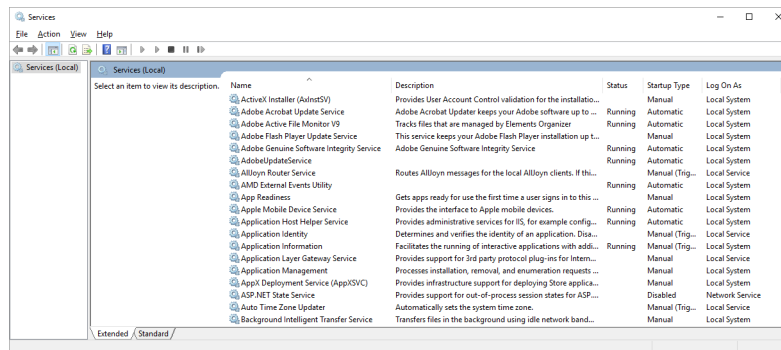 Services
File Action View Help
Services (Local)
Services (Local)
Select an item to view its description.
Name Description Status Startup Type Log On As
ActiveX Installer (AxInstSV) Provides User Account Control validation for the installatio... Manual Local System
Adobe Acrobat Update Service Adobe Acrobat Updater keeps your Adobe software up to ... Running Automatic Local System
Adobe Active File Monitor V9 Tracks files that are managed by Elements Organizer Running Automatic Local System
Adobe Flash Player Update Service This service keeps your Adobe Flash Player installation up t... Manual Local System
Adobe Genuine Software Integrity Service Adobe Genuine Software Integrity Service Running Automatic Local System
AdobeUpdateService Running Automatic Local System
AllJoyn Router Service Routes AllJoyn messages for the local AllJoyn clients. If thi... Manual (Trig... Local Service
AMD External Events Utility Running Automatic Local System
App Readiness Gets apps ready for use the first time a user signs in to this ... Manual Local System
Apple Mobile Device Service Provides the interface to Apple mobile devices. Running Automatic Local System
Application Host Helper Service Provides administrative services for IIS, for example config... Running Automatic Local System
Application Identity Determines and verifies the identity of an application. Disa... Manual (Trig... Local Service
Application Information Facilitates the running of interactive applications with addi... Running Manual (Trig... Local System
Application Layer Gateway Service Provides support for 3rd party protocol plug-ins for Intern... Manual Local Service
Application Management Processes installation, removal, and enumeration requests ... Manual Local System
AppX Deployment Service (AppXSVC) Provides infrastructure support for deploying Store applica... Manual Local System
ASP.NET State Service Provides support for out-of-process session states for ASP.... Disabled Network Service
Auto Time Zone Updater Automatically sets the system time zone. Manual (Trig... Local Service
Background Intelligent Transfer Service Transfers files in the background using idle network band... Manual Local System
Extended Standard